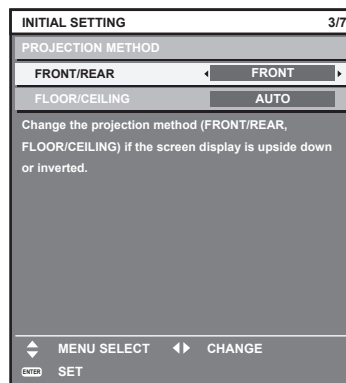 INITIAL SETTING 3/7
PROJECTION METHOD
FRONT/REAR FRONT
FLOOR/CEILING AUTO
Change the projection method (FRONT/REAR,
FLOOR/CEILING) if the screen display is upside down
or inverted.
MENU SELECT CHANGE
ENTER SET